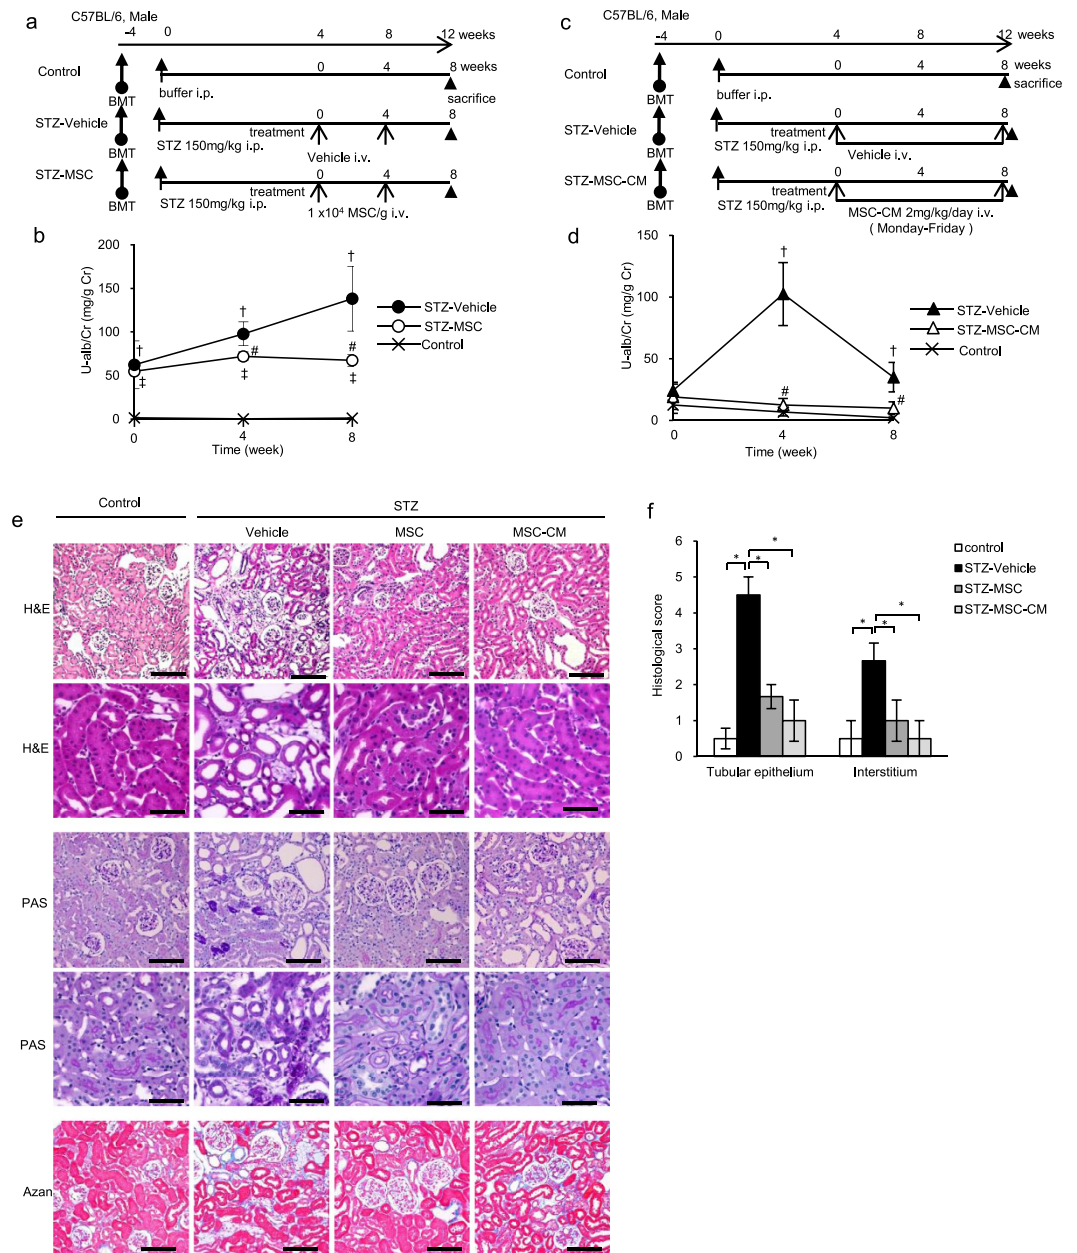 a
C57BL/6, Male
-4 0 4 8 12 weeks
Control
0 4 8 weeks
BMT
buffer i.p.
sacrifice
STZ-Vehicle
treatment 0 4 8
BMT
STZ 150mg/kg i.p.
Vehicle i.v.
STZ-MSC
treatment 0 4 8
BMT
STZ 150mg/kg i.p.
1 x10⁴ MSC/g i.v.
c
C57BL/6, Male
-4 0 4 8 12 weeks
Control
0 4 8 weeks
BMT
buffer i.p.
sacrifice
STZ-Vehicle
treatment 0 4 8
BMT
STZ 150mg/kg i.p.
Vehicle i.v.
STZ-MSC-CM
treatment 0 4 8
BMT
STZ 150mg/kg i.p.
MSC-CM 2mg/kg/day i.v.
( Monday-Friday )
b
U-alb/Cr (mg/g Cr)
200
150
100
50
0
† † †
# #
‡ ‡ ‡
0 4 8
Time (week)
STZ-Vehicle
STZ-MSC
Control
d
U-alb/Cr (mg/g Cr)
150
100
50
0
† †
# #
0 4 8
Time (week)
STZ-Vehicle
STZ-MSC-CM
Control
e
Control STZ
Vehicle MSC MSC-CM
H&E
H&E
PAS
PAS
Azan
f
Histological score
6
5
4
3
2
1
0
* * *
* * *
Tubular epithelium Interstitium
control
STZ-Vehicle
STZ-MSC
STZ-MSC-CM